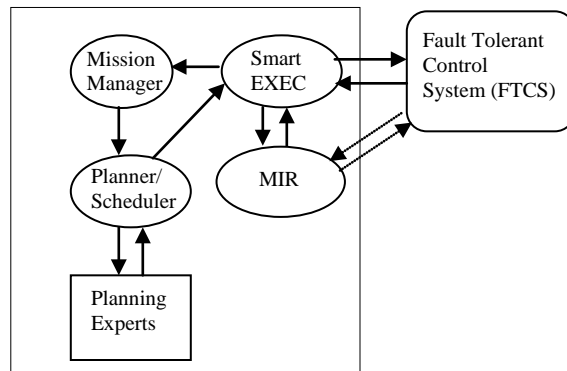 Mission
Manager
Smart
EXEC
Fault Tolerant
Control
System (FTCS)
Planner/
Scheduler
MIR
Planning
Experts